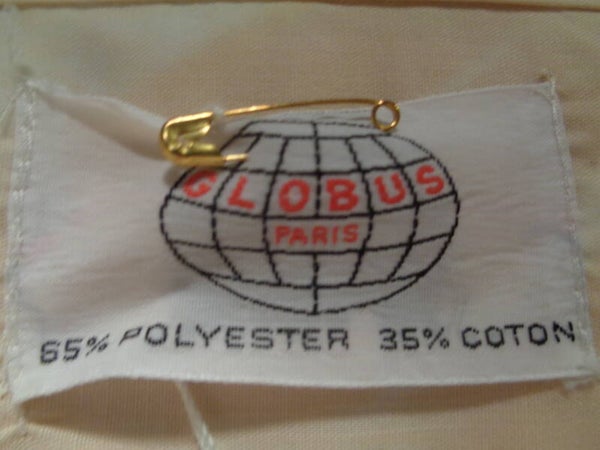 GLOBUS
PARIS
65% POLYESTER 35% COTON